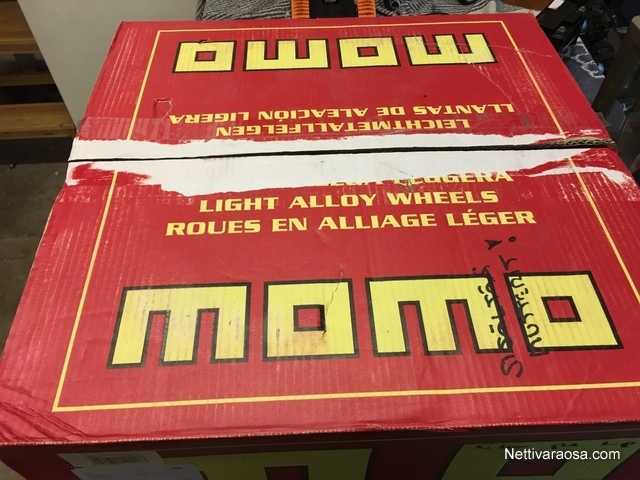 momo
LLANTAS DE ALEACIÓN LIGERA
LEICHTMETALLFELGEN
LIGHT ALLOY WHEELS
ROUES EN ALLIAGE LÉGER
momo
Nettivaraosa.com